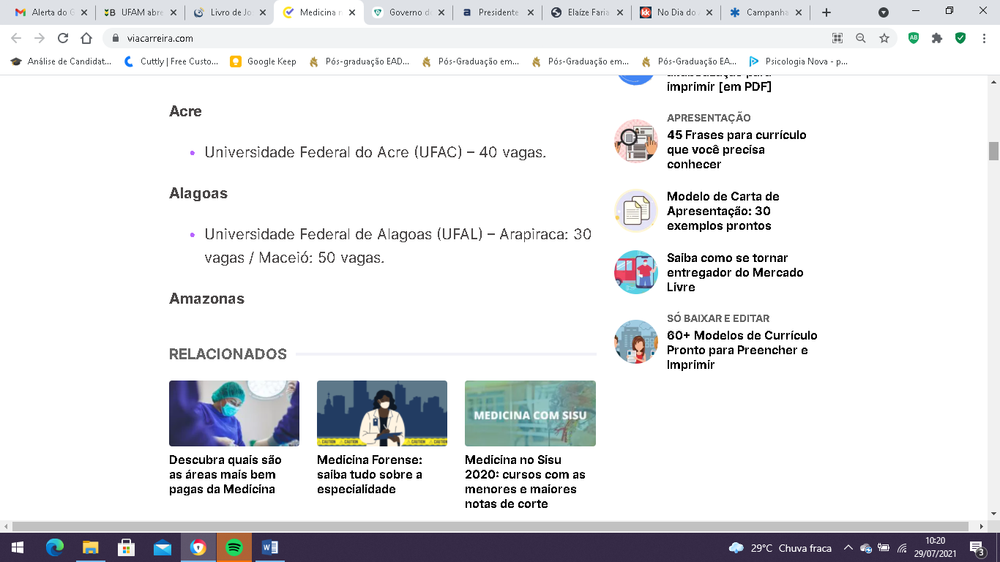 Alerta do G
UFAM abre
Livro de Jo
Medicina n
Governo d
Presidente
Elaíze Faria
No Dia do
Campanha
viacarreira.com
Análise de Candidat...
Cuttly | Free Custo...
Google Keep
Pós-graduação EAD...
Pós-Graduação em...
Pós-Graduação em...
Pós-Graduação EA...
Psicologia Nova - p...
Acre
Universidade Federal do Acre (UFAC) – 40 vagas.
Alagoas
Universidade Federal de Alagoas (UFAL) – Arapiraca: 30
vagas / Maceió: 50 vagas.
Amazonas
RELACIONADOS
MEDICINA COM SISU
Descubra quais são
as áreas mais bem
pagas da Medicina
CAUTION CAUTION CAUTION CAUTION
Medicina Forense:
saiba tudo sobre a
especialidade
Medicina no Sisu
2020: cursos com as
menores e maiores
notas de corte
imprimir [em PDF]
APRESENTAÇÃO
45 Frases para currículo
que você precisa
conhecer
Modelo de Carta de
Apresentação: 30
exemplos prontos
Saiba como se tornar
entregador do Mercado
Livre
SÓ BAIXAR E EDITAR
60+ Modelos de Currículo
Pronto para Preencher e
Imprimir
29°C Chuva fraca
10:20
29/07/2021
3